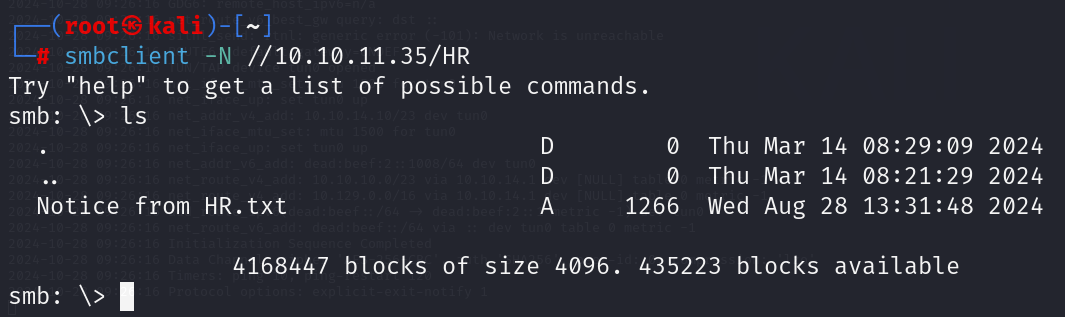 ┌──(root㉿kali)-[~]
└─# smbclient -N //10.10.11.35/HR
Try "help" to get a list of possible commands.
smb: \> ls
  .                                   D        0  Thu Mar 14 08:29:09 2024
  ..                                  D        0  Thu Mar 14 08:21:29 2024
  Notice from HR.txt                  A     1266  Wed Aug 28 13:31:48 2024

                4168447 blocks of size 4096. 435223 blocks available
smb: \>